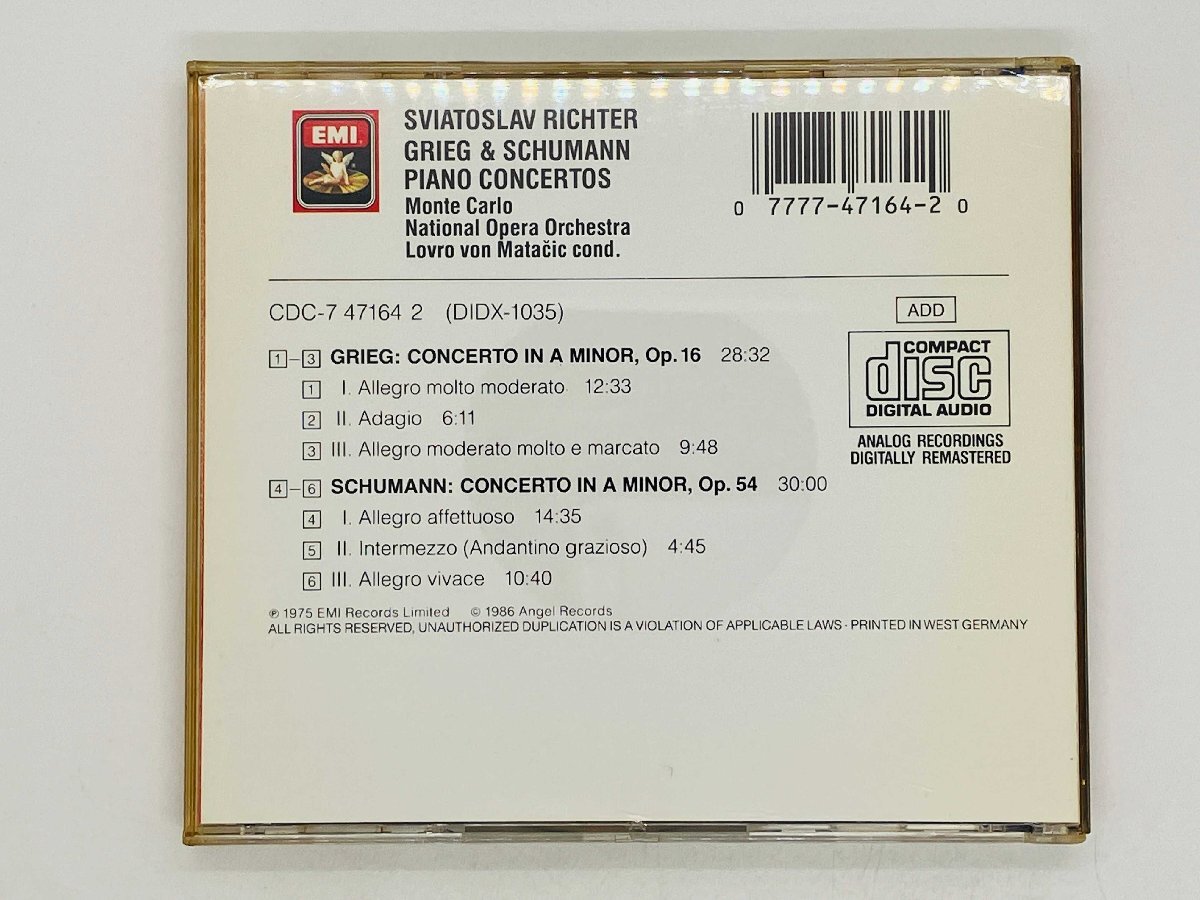 EMI
SVIATOSLAV RICHTER
GRIEG & SCHUMANN
PIANO CONCERTOS
Monte Carlo
National Opera Orchestra
Lovro von Matačic cond.
0 7777-47164-2 0
CDC-7 47164 2 (DIDX-1035)
ADD
COMPACT
disc
DIGITAL AUDIO
ANALOG RECORDINGS
DIGITALLY REMASTERED
1–3 GRIEG: CONCERTO IN A MINOR, Op. 16 28:32
1 I. Allegro molto moderato 12:33
2 II. Adagio 6:11
3 III. Allegro moderato molto e marcato 9:48
4–6 SCHUMANN: CONCERTO IN A MINOR, Op. 54 30:00
4 I. Allegro affettuoso 14:35
5 II. Intermezzo (Andantino grazioso) 4:45
6 III. Allegro vivace 10:40
℗ 1975 EMI Records Limited © 1986 Angel Records
ALL RIGHTS RESERVED, UNAUTHORIZED DUPLICATION IS A VIOLATION OF APPLICABLE LAWS · PRINTED IN WEST GERMANY